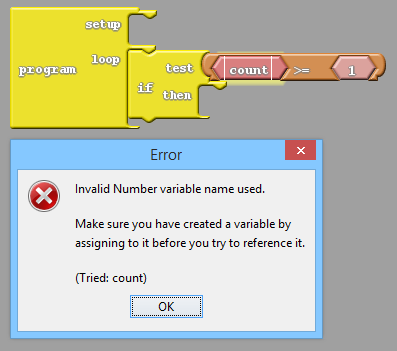 setup
program
loop
test
count
>=
1
if
then
Error
Invalid Number variable name used.
Make sure you have created a variable by
assigning to it before you try to reference it.
(Tried: count)
OK